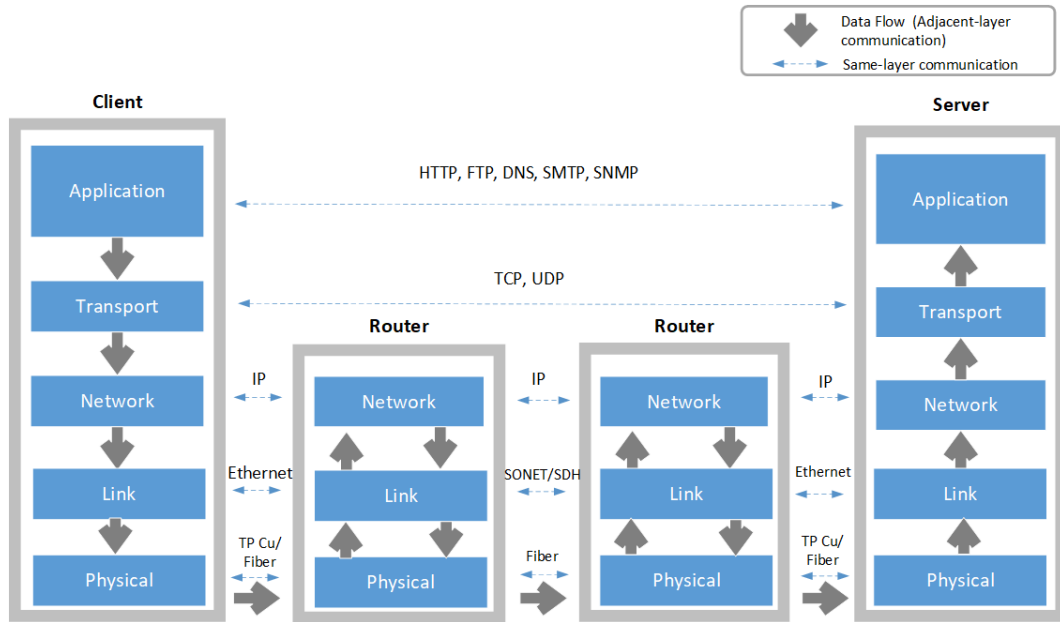 Data Flow (Adjacent-layer
communication)
Same-layer communication
Client
Server
Application
HTTP, FTP, DNS, SMTP, SNMP
Application
Transport
TCP, UDP
Transport
Router
Router
Network
IP
Network
IP
Network
IP
Network
Link
Ethernet
Link
SONET/SDH
Link
Ethernet
Link
Physical
TP Cu/
Fiber
Physical
Fiber
Physical
TP Cu/
Fiber
Physical